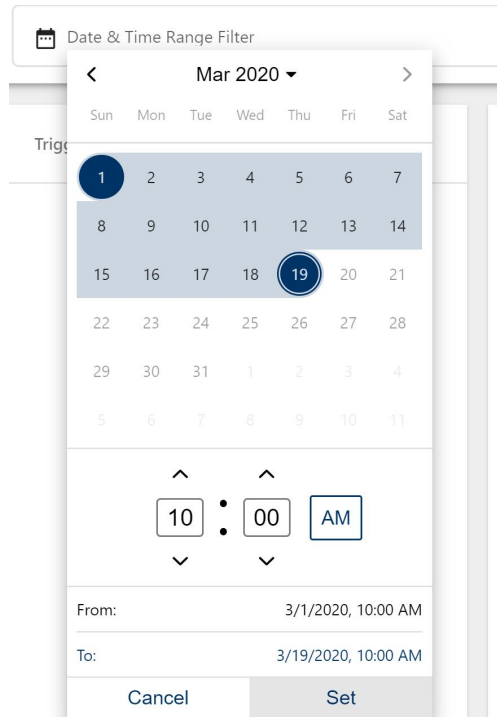 Date & Time Range Filter
Mar 2020
Sun Mon Tue Wed Thu Fri Sat
Trigg
1 2 3 4 5 6 7
8 9 10 11 12 13 14
15 16 17 18 19 20 21
22 23 24 25 26 27 28
29 30 31 1 2 3 4
5 6 7 8 9 10 11
10 : 00 AM
From: 3/1/2020, 10:00 AM
To: 3/19/2020, 10:00 AM
Cancel Set